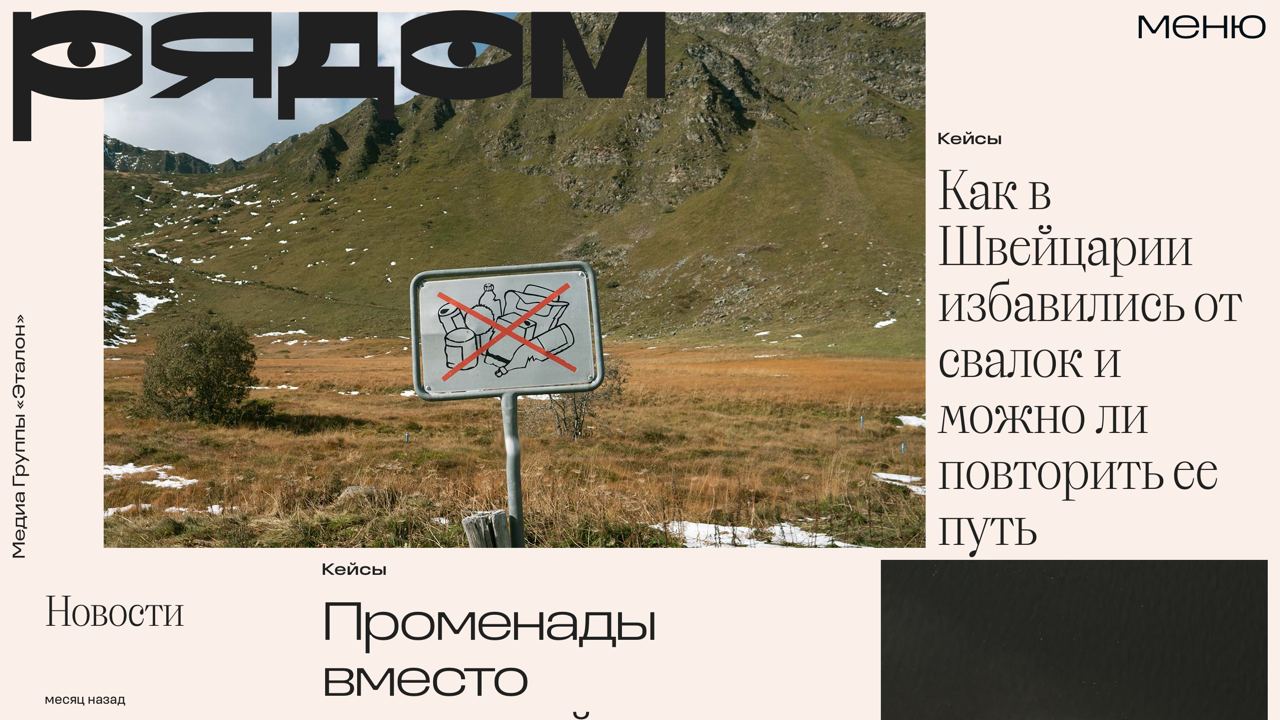 рядом
меню
Кейсы
Как в
Швейцарии
избавились от
свалок и
можно ли
повторить ее
путь
Медиа Группы «Эталон»
Новости
месяц назад
Кейсы
Променады
вместо